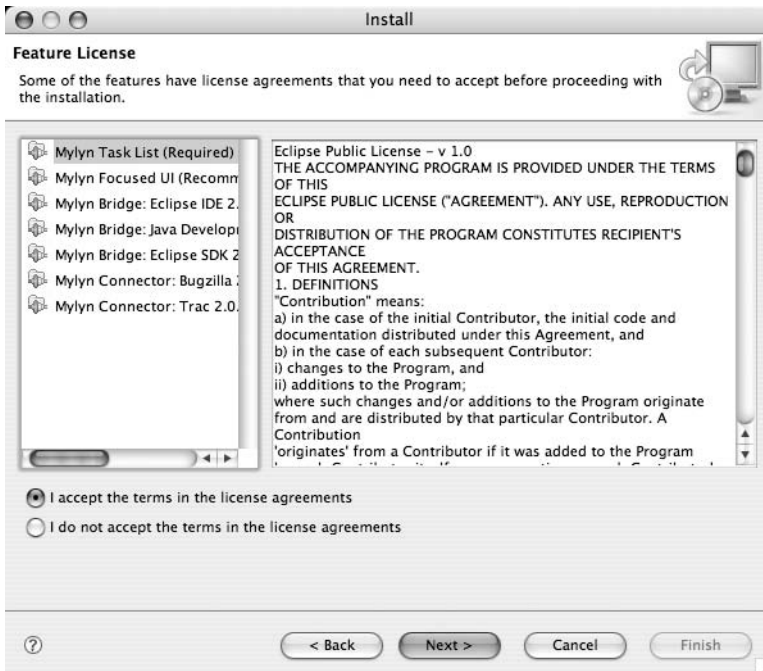 Install
Feature License
Some of the features have license agreements that you need to accept before proceeding with
the installation.
Mylyn Task List (Required)
Mylyn Focused UI (Recomm
Mylyn Bridge: Eclipse IDE 2.
Mylyn Bridge: Java Develop
Mylyn Bridge: Eclipse SDK 2
Mylyn Connector: Bugzilla
Mylyn Connector: Trac 2.0.
Eclipse Public License – v 1.0
THE ACCOMPANYING PROGRAM IS PROVIDED UNDER THE TERMS
OF THIS
ECLIPSE PUBLIC LICENSE ("AGREEMENT"). ANY USE, REPRODUCTION
OR
DISTRIBUTION OF THE PROGRAM CONSTITUTES RECIPIENT'S
ACCEPTANCE
OF THIS AGREEMENT.
1. DEFINITIONS
"Contribution" means:
a) in the case of the initial Contributor, the initial code and
documentation distributed under this Agreement, and
b) in the case of each subsequent Contributor:
i) changes to the Program, and
ii) additions to the Program;
where such changes and/or additions to the Program originate
from and are distributed by that particular Contributor. A
Contribution
'originates' from a Contributor if it was added to the Program
I accept the terms in the license agreements
I do not accept the terms in the license agreements
?
< Back
Next >
Cancel
Finish